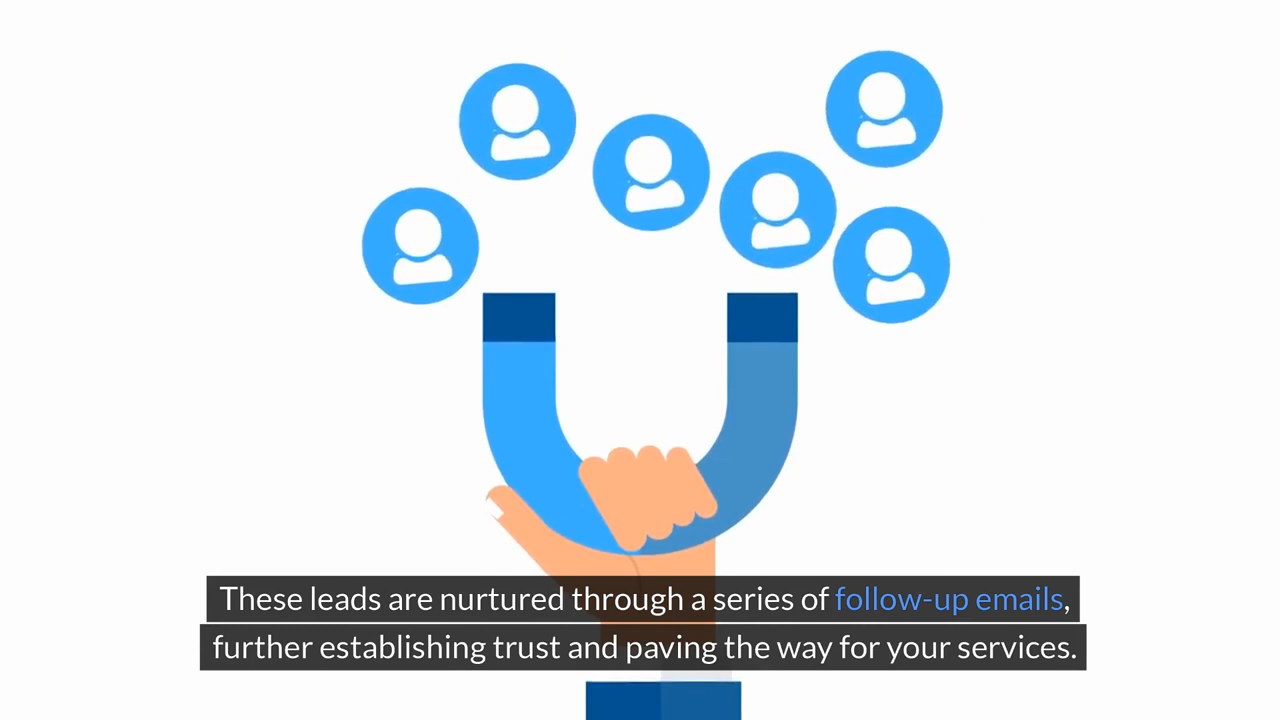 These leads are nurtured through a series of follow-up emails,
further establishing trust and paving the way for your services.